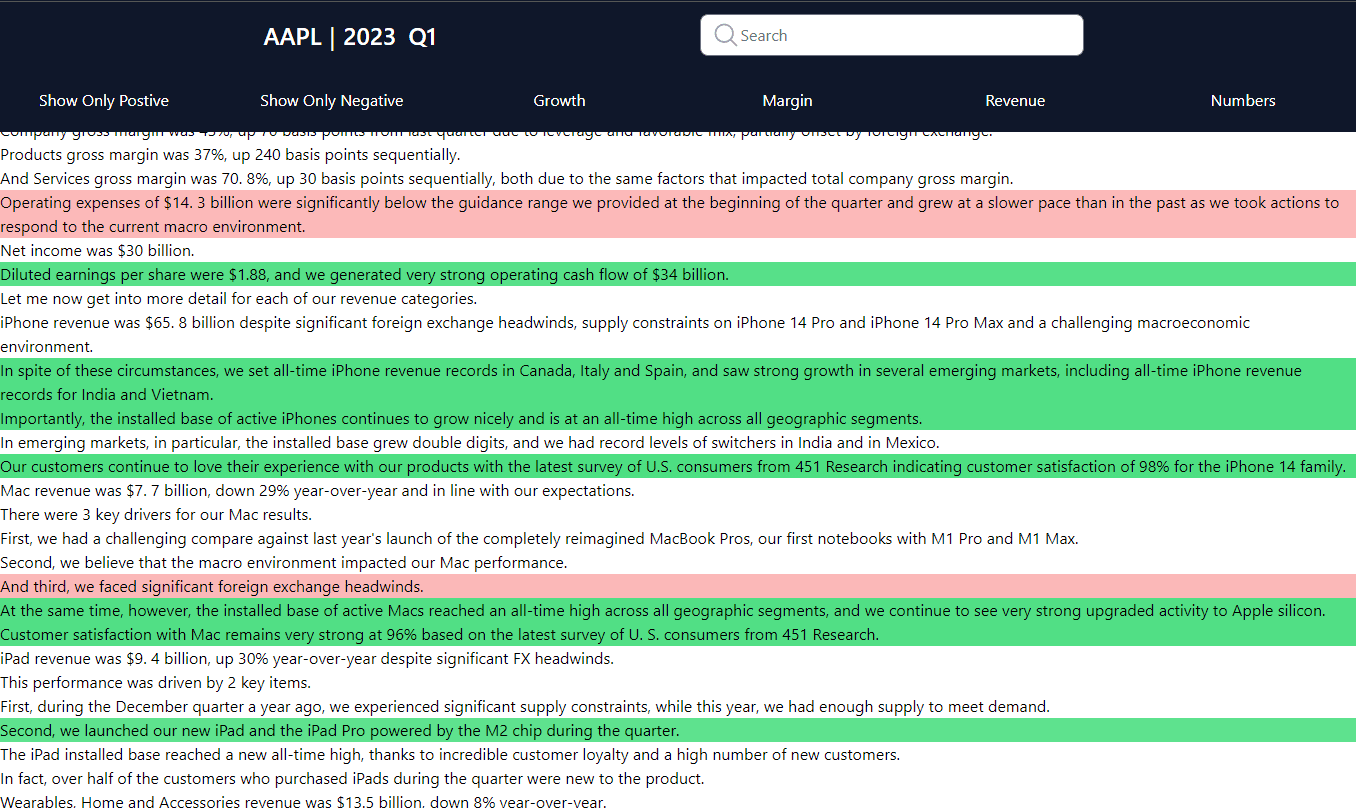 AAPL | 2023 Q1
Search
Show Only Postive
Show Only Negative
Growth
Margin
Revenue
Numbers
Company gross margin was 43%, up 70 basis points from last quarter due to leverage and favorable mix, partially offset by foreign exchange.
Products gross margin was 37%, up 240 basis points sequentially.
And Services gross margin was 70. 8%, up 30 basis points sequentially, both due to the same factors that impacted total company gross margin.
Operating expenses of $14. 3 billion were significantly below the guidance range we provided at the beginning of the quarter and grew at a slower pace than in the past as we took actions to
respond to the current macro environment.
Net income was $30 billion.
Diluted earnings per share were $1.88, and we generated very strong operating cash flow of $34 billion.
Let me now get into more detail for each of our revenue categories.
iPhone revenue was $65. 8 billion despite significant foreign exchange headwinds, supply constraints on iPhone 14 Pro and iPhone 14 Pro Max and a challenging macroeconomic
environment.
In spite of these circumstances, we set all-time iPhone revenue records in Canada, Italy and Spain, and saw strong growth in several emerging markets, including all-time iPhone revenue
records for India and Vietnam.
Importantly, the installed base of active iPhones continues to grow nicely and is at an all-time high across all geographic segments.
In emerging markets, in particular, the installed base grew double digits, and we had record levels of switchers in India and in Mexico.
Our customers continue to love their experience with our products with the latest survey of U.S. consumers from 451 Research indicating customer satisfaction of 98% for the iPhone 14 family.
Mac revenue was $7. 7 billion, down 29% year-over-year and in line with our expectations.
There were 3 key drivers for our Mac results.
First, we had a challenging compare against last year's launch of the completely reimagined MacBook Pros, our first notebooks with M1 Pro and M1 Max.
Second, we believe that the macro environment impacted our Mac performance.
And third, we faced significant foreign exchange headwinds.
At the same time, however, the installed base of active Macs reached an all-time high across all geographic segments, and we continue to see very strong upgraded activity to Apple silicon.
Customer satisfaction with Mac remains very strong at 96% based on the latest survey of U. S. consumers from 451 Research.
iPad revenue was $9. 4 billion, up 30% year-over-year despite significant FX headwinds.
This performance was driven by 2 key items.
First, during the December quarter a year ago, we experienced significant supply constraints, while this year, we had enough supply to meet demand.
Second, we launched our new iPad and the iPad Pro powered by the M2 chip during the quarter.
The iPad installed base reached a new all-time high, thanks to incredible customer loyalty and a high number of new customers.
In fact, over half of the customers who purchased iPads during the quarter were new to the product.
Wearables, Home and Accessories revenue was $13.5 billion, down 8% year-over-year.